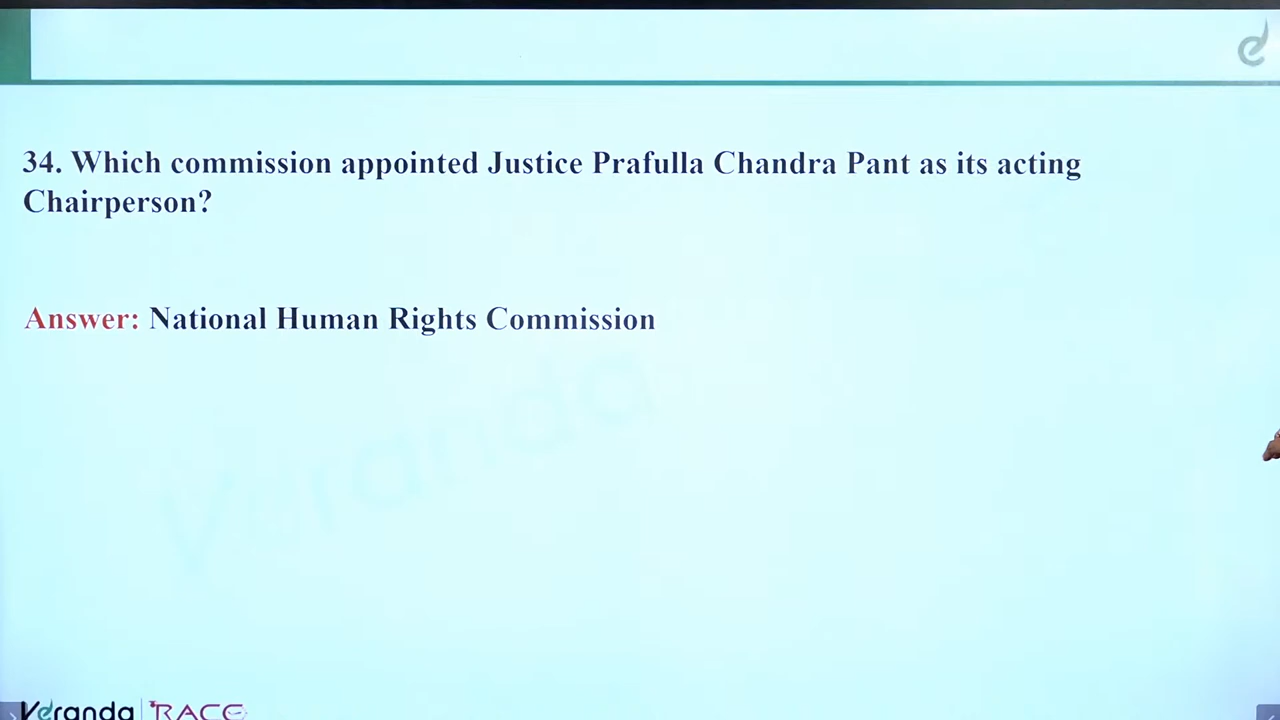 34. Which commission appointed Justice Prafulla Chandra Pant as its acting
Chairperson?
Answer: National Human Rights Commission
Veranda
Veranda RACE